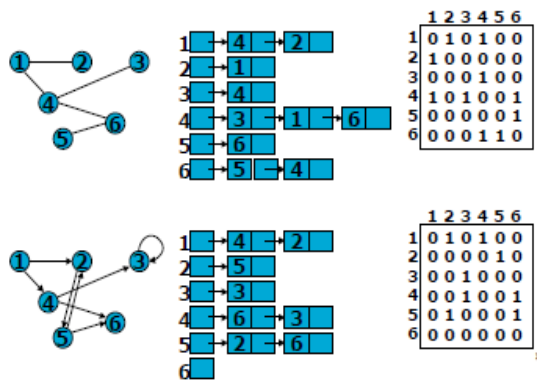 1 2 3
4
6
5
1 4 2
2 1
3 4
4 3 1 6
5 6
6 5 4
1 2 3 4 5 6
1 0 1 0 1 0 0
2 1 0 0 0 0 0
3 0 0 0 1 0 0
4 1 0 1 0 0 1
5 0 0 0 0 0 1
6 0 0 0 1 1 0
1 2 3
4
6
5
1 4 2
2 5
3 3
4 6 3
5 2 6
6
1 2 3 4 5 6
1 0 1 0 1 0 0
2 0 0 0 0 1 0
3 0 0 1 0 0 0
4 0 0 1 0 0 1
5 0 1 0 0 0 1
6 0 0 0 0 0 0